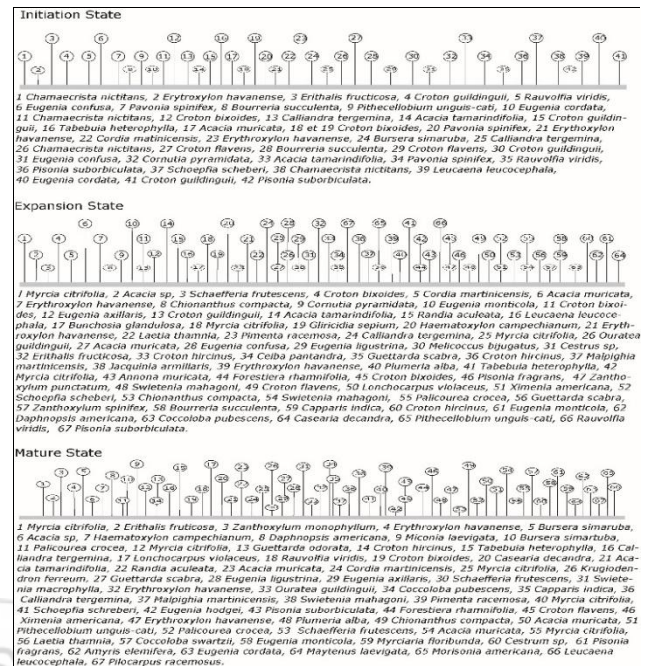 Initiation State
1 Chamaecrista nictitans, 2 Erytroxylon havanense, 3 Erithalis fructicosa, 4 Croton guildinguii, 5 Rauvolfia viridis,
6 Eugenia confusa, 7 Pavonia spinifex, 8 Bourreria succulenta, 9 Pithecellobium unguis-cati, 10 Eugenia cordata,
11 Chamaecrista nictitans, 12 Croton bixoides, 13 Calliandra tergemina, 14 Acacia tamarindifolia, 15 Croton guildin-
guii, 16 Tabebuia heterophylla, 17 Acacia muricata, 18 et 19 Croton bixoides, 20 Pavonia spinifex, 21 Erythoxylon
havanense, 22 Cordia matinicensis, 23 Erythoxylon havanense, 24 Bursera simaruba, 25 Calliandra tergemina,
26 Chamaecrista nictitans, 27 Croton flavens, 28 Bourreria succulenta, 29 Croton flavens, 30 Croton guildinguii,
31 Eugenia confusa, 32 Cornutia pyramidata, 33 Acacia tamarindifolia, 34 Pavonia spinifex, 35 Rauvolfia viridis,
36 Pisonia suborbiculata, 37 Schoepfia scheberi, 38 Chamaecrista nictitans, 39 Leucaena leucocephala,
40 Eugenia cordata, 41 Croton guildinguii, 42 Pisonia suborbiculata.
Expansion State
1 Myrcia citrifolia, 2 Acacia sp, 3 Schaefferia frutescens, 4 Croton bixoides, 5 Cordia martinicensis, 6 Acacia muricata,
7 Erythroxylon havanense, 8 Chionanthus compacta, 9 Cornutia pyramidata, 10 Eugenia monticola, 11 Croton bixoi-
des, 12 Eugenia axillaris, 13 Croton guildinguii, 14 Acacia tamarindifolia, 15 Randia aculeata, 16 Leucaena leucoce-
phala, 17 Bunchosia glandulosa, 18 Myrcia citrifolia, 19 Gliricidia sepium, 20 Haematoxylon campechianum, 21 Eryth-
roxylon havanense, 22 Laetia thamnia, 23 Pimenta racemosa, 24 Calliandra tergemina, 25 Myrcia citrifolia, 26 Ouratea
guildinguii, 27 Acacia muricata, 28 Eugenia confusa, 29 Eugenia ligustrina, 30 Melicoccus bijugatus, 31 Cestrus sp,
32 Erithalis fructicosa, 33 Croton hircinus, 34 Ceiba pantandra, 35 Guettarda scabra, 36 Croton hircinus, 37 Malpighia
martinicensis, 38 Jacquinia armillaris, 39 Erythroxylon havanense, 40 Plumeria alba, 41 Tabebuia heterophylla, 42
Myrcia citrifolia, 43 Annona muricata, 44 Forestiera rhamnifolia, 45 Croton bixoides, 46 Pisonia fragrans, 47 Zantho-
xylum punctatum, 48 Swietenia mahagoni, 49 Croton flavens, 50 Lonchocarpus violaceus, 51 Ximenia americana, 52
Schoepfia scheberi, 53 Chionanthus compacta, 54 Swietenia mahagoni, 55 Palicourea crocea, 56 Guettarda scabra,
57 Zanthoxylum spinifex, 58 Bourreria succulenta, 59 Capparis indica, 60 Croton hircinus, 61 Eugenia monticola, 62
Daphnopsis americana, 63 Coccoloba pubescens, 64 Casearia decandra, 65 Pithecellobium unguis-cati, 66 Rauvolfia
viridis, 67 Pisonia suborbiculata.
Mature State
1 Myrcia citrifolia, 2 Erithalis fruticosa, 3 Zanthoxylum monophyllum, 4 Erythroxylon havanense, 5 Bursera simaruba,
6 Acacia sp, 7 Haematoxylon campechianum, 8 Daphnopsis americana, 9 Miconia laevigata, 10 Bursera simartuba,
11 Palicourea crocea, 12 Myrcia citrifolia, 13 Guettarda odorata, 14 Croton hircinus, 15 Tabebuia heterophylla, 16 Cal-
liandra tergemina, 17 Lonchocarpus violaceus, 18 Rauvolfia viridis, 19 Croton bixoides, 20 Casearia decandra, 21 Aca-
cia tamarindifolia, 22 Randia aculeata, 23 Acacia muricata, 24 Cordia martinicensis, 25 Myrcia citrifolia, 26 Krugioden-
dron ferreum, 27 Guettarda scabra, 28 Eugenia ligustrina, 29 Eugenia axillaris, 30 Schaefferia frutescens, 31 Swiete-
nia macrophylla, 32 Erythroxylon havanense, 33 Ouratea guildinguii, 34 Coccoloba pubescens, 35 Capparis indica, 36
Calliandra tergemina, 37 Malpighia martinicensis, 38 Swietenia mahagoni, 39 Pimenta racemosa, 40 Myrcia citrifolia,
41 Schoepfia schreberi, 42 Eugenia hodgei, 43 Pisonia suborbiculata, 44 Forestiera rhamnifolia, 45 Croton flavens, 46
Ximenia americana, 47 Erythroxylon havanense, 48 Plumeria alba, 49 Chionanthus compacta, 50 Acacia muricata, 51
Pithecellobium unguis-cati, 52 Palicourea crocea, 53 Schaefferia frutescens, 54 Acacia muricata, 55 Myrcia citrifolia,
56 Laetia thamnia, 57 Coccoloba swartzii, 58 Eugenia monticola, 59 Myrciaria floribunda, 60 Cestrum sp, 61 Pisonia
fragrans, 62 Amyris elemifera, 63 Eugenia cordata, 64 Maytenus laevigata, 65 Morisonia americana, 66 Leucaena
leucocephala, 67 Pilocarpus racemosus.